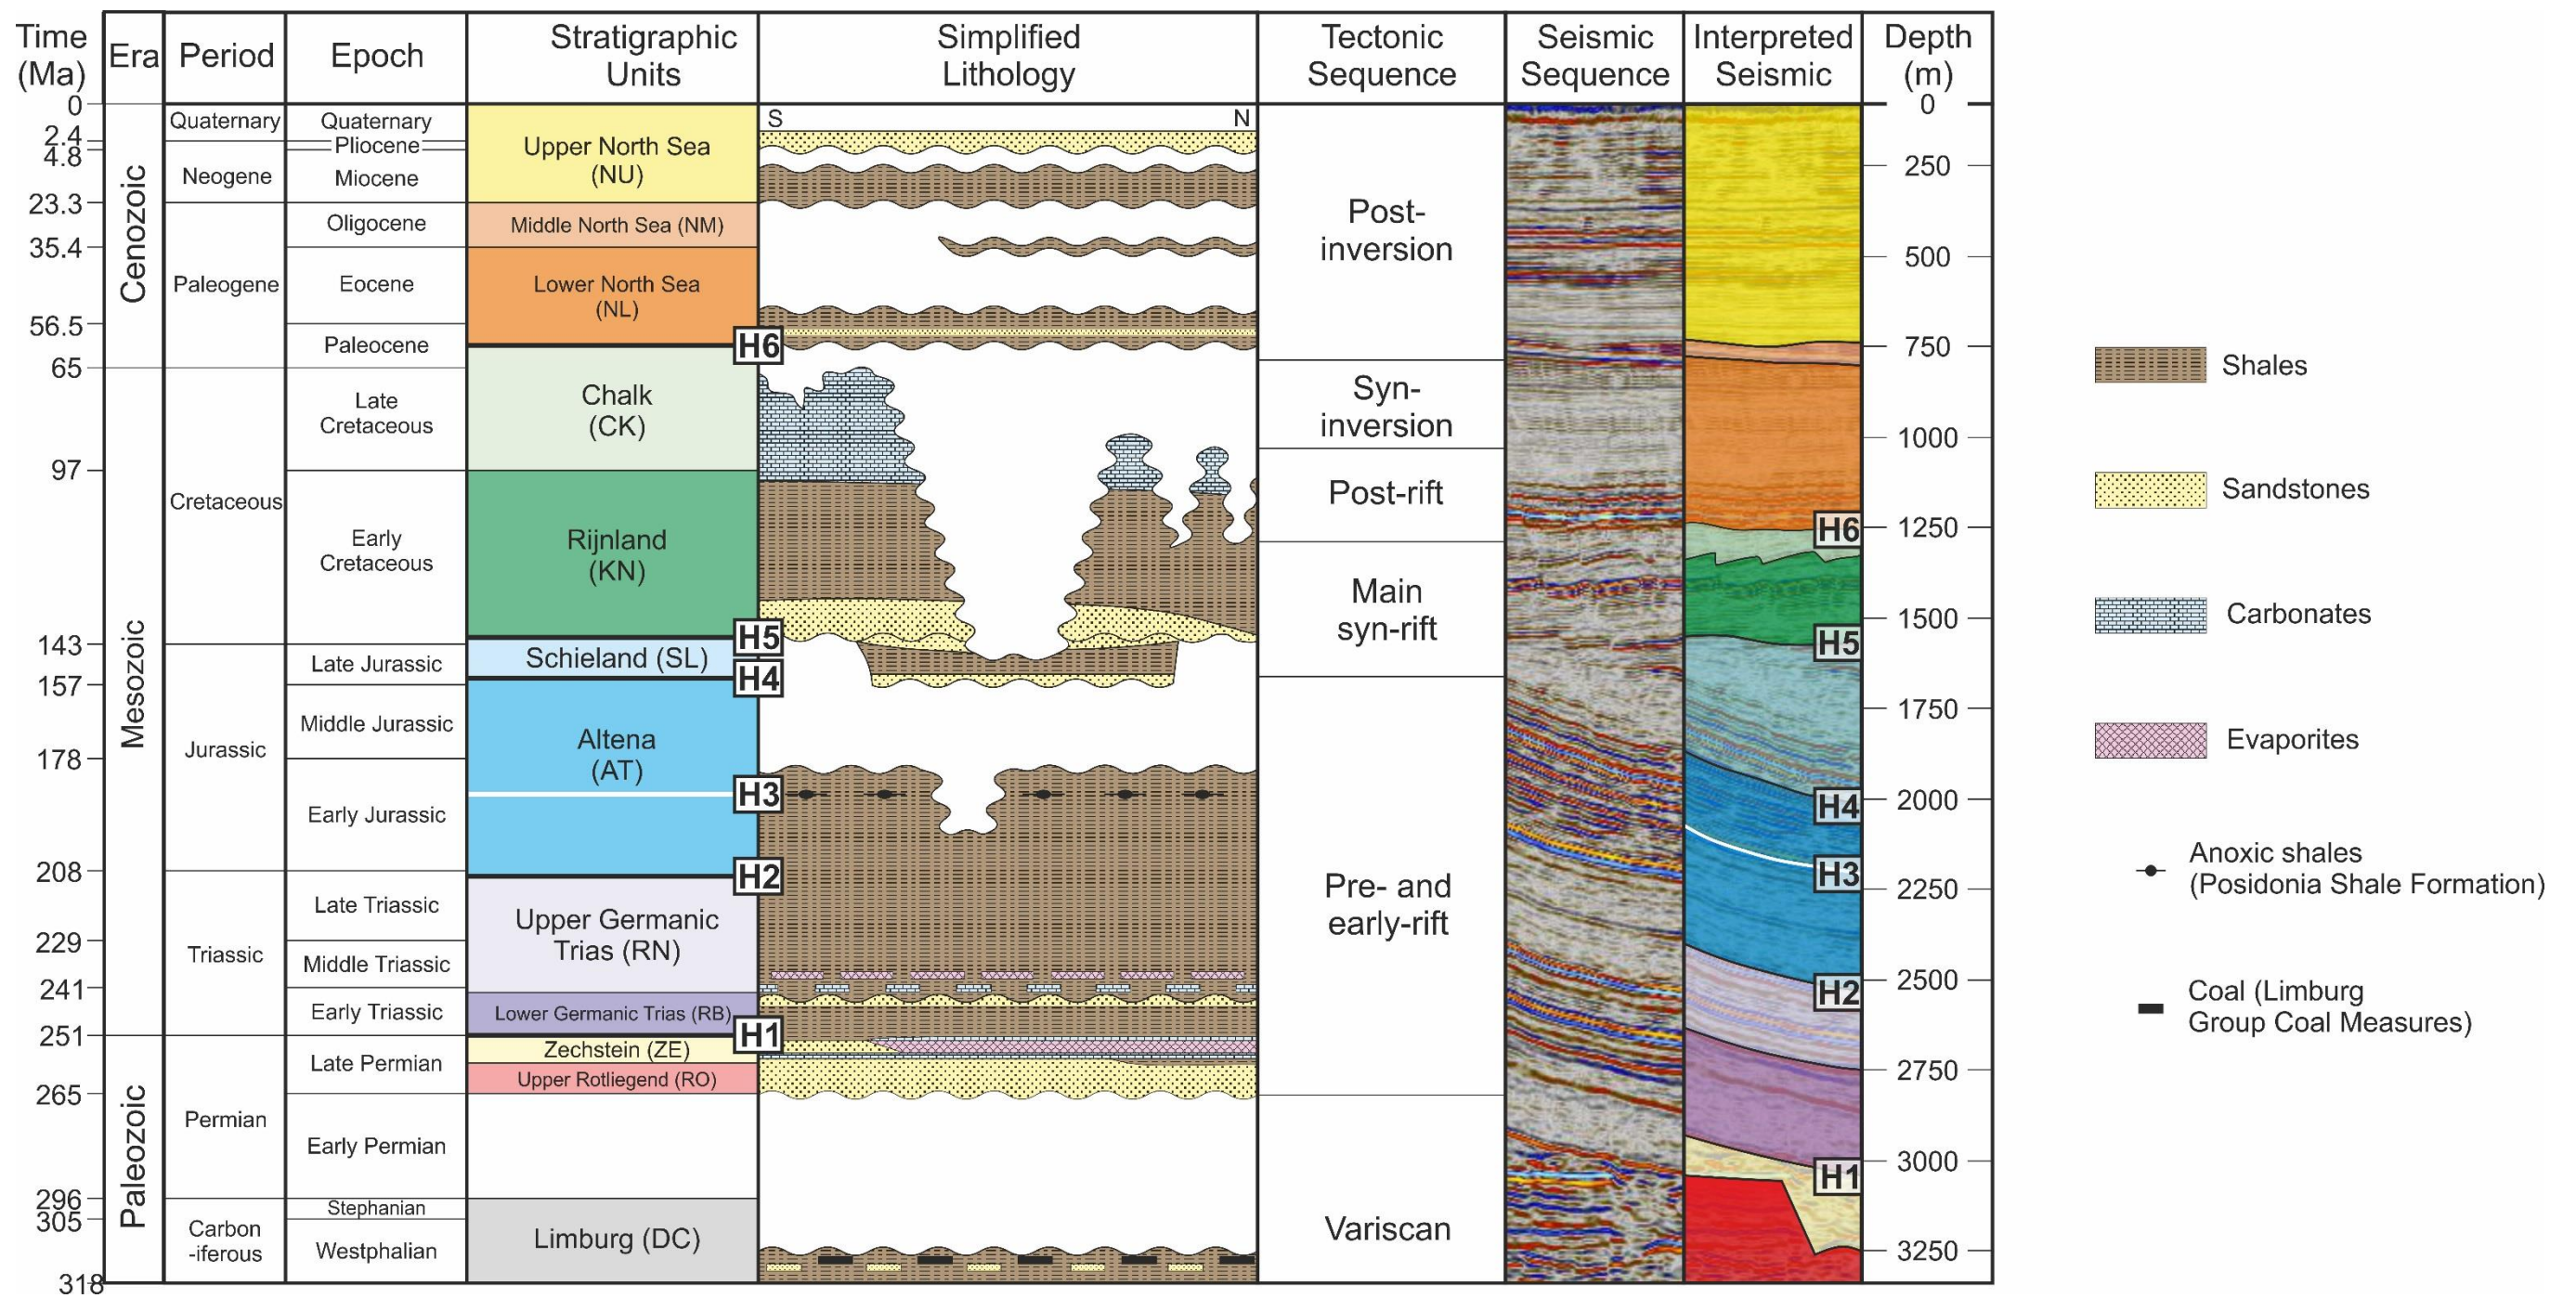 Time
(Ma)
Era
Period
Epoch
Stratigraphic
Units
Simplified
Lithology
Tectonic
Sequence
Seismic
Sequence
Interpreted
Seismic
Depth
(m)
0
2.4
4.8
23.3
35.4
56.5
65
97
143
157
178
208
229
241
251
265
296
305
318
Cenozoic
Mesozoic
Paleozoic
Quaternary
Neogene
Paleogene
Cretaceous
Jurassic
Triassic
Permian
Carbon
-iferous
Quaternary
Pliocene
Miocene
Oligocene
Eocene
Paleocene
Late
Cretaceous
Early
Cretaceous
Late Jurassic
Middle Jurassic
Early Jurassic
Late Triassic
Middle Triassic
Early Triassic
Late Permian
Early Permian
Stephanian
Westphalian
Upper North Sea
(NU)
Middle North Sea (NM)
Lower North Sea
(NL)
Chalk
(CK)
Rijnland
(KN)
Schieland (SL)
Altena
(AT)
Upper Germanic
Trias (RN)
Lower Germanic Trias (RB)
Zechstein (ZE)
Upper Rotliegend (RO)
Limburg (DC)
H6
H5
H4
H3
H2
H1
S
N
Post-
inversion
Syn-
inversion
Post-rift
Main
syn-rift
Pre- and
early-rift
Variscan
H6
H5
H4
H3
H2
H1
0
250
500
750
1000
1250
1500
1750
2000
2250
2500
2750
3000
3250
Shales
Sandstones
Carbonates
Evaporites
Anoxic shales
(Posidonia Shale Formation)
Coal (Limburg
Group Coal Measures)